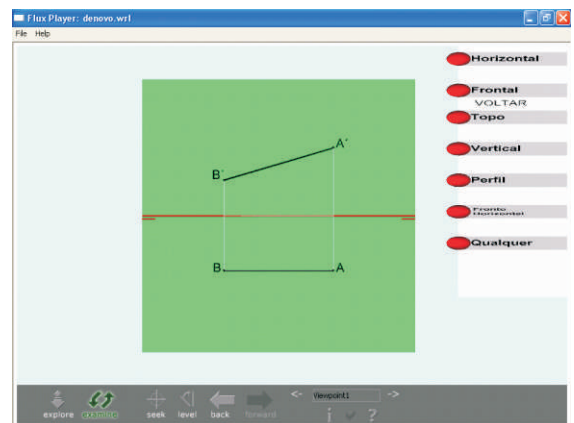 Flux Player: denovo.wrl
File Help
Horizontal
Frontal
VOLTAR
Topo
Vertical
Perfil
Fronto
Horizontal
Qualquer
A´
B´
B
A
explore
examine
seek
level
back
forward
<-
Viewpoint1
->
i
?